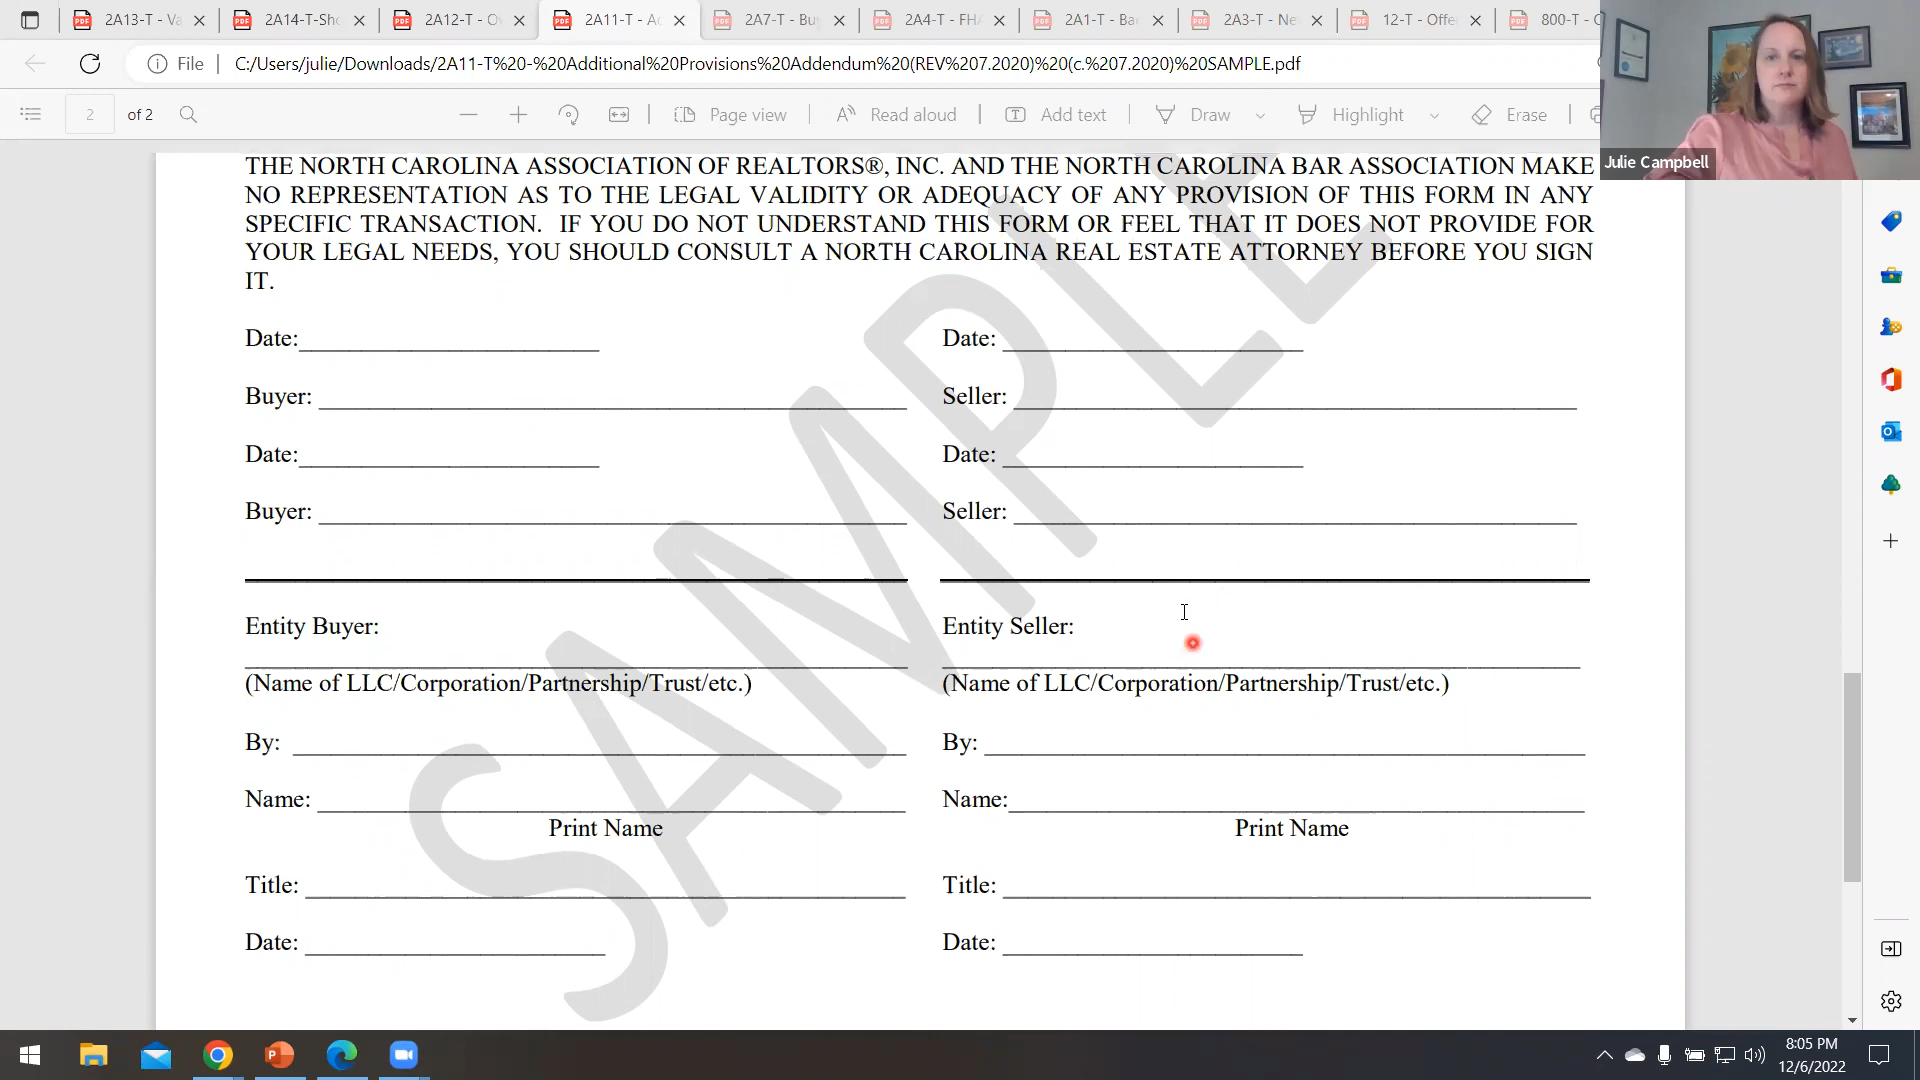 2A13-T - Va
2A14-T-Sho
2A12-T - Ov
2A11-T - Ad
2A7-T - Buy
2A4-T - FHA
2A1-T - Bac
2A3-T - Ne
12-T - Offe
800-T - C
File
C:/Users/julie/Downloads/2A11-T%20-%20Additional%20Provisions%20Addendum%20(REV%207.2020)%20(c.%207.2020)%20SAMPLE.pdf
2 of 2
Page view
Read aloud
Add text
Draw
Highlight
Erase
Julie Campbell
THE NORTH CAROLINA ASSOCIATION OF REALTORS®, INC. AND THE NORTH CAROLINA BAR ASSOCIATION MAKE
NO REPRESENTATION AS TO THE LEGAL VALIDITY OR ADEQUACY OF ANY PROVISION OF THIS FORM IN ANY
SPECIFIC TRANSACTION. IF YOU DO NOT UNDERSTAND THIS FORM OR FEEL THAT IT DOES NOT PROVIDE FOR
YOUR LEGAL NEEDS, YOU SHOULD CONSULT A NORTH CAROLINA REAL ESTATE ATTORNEY BEFORE YOU SIGN
IT.
SAMPLE
Date: Date:
Buyer: Seller:
Date: Date:
Buyer: Seller:
Entity Buyer: Entity Seller:
(Name of LLC/Corporation/Partnership/Trust/etc.) (Name of LLC/Corporation/Partnership/Trust/etc.)
By: By:
Name: Name:
Print Name Print Name
Title: Title:
Date: Date:
8:05 PM
12/6/2022